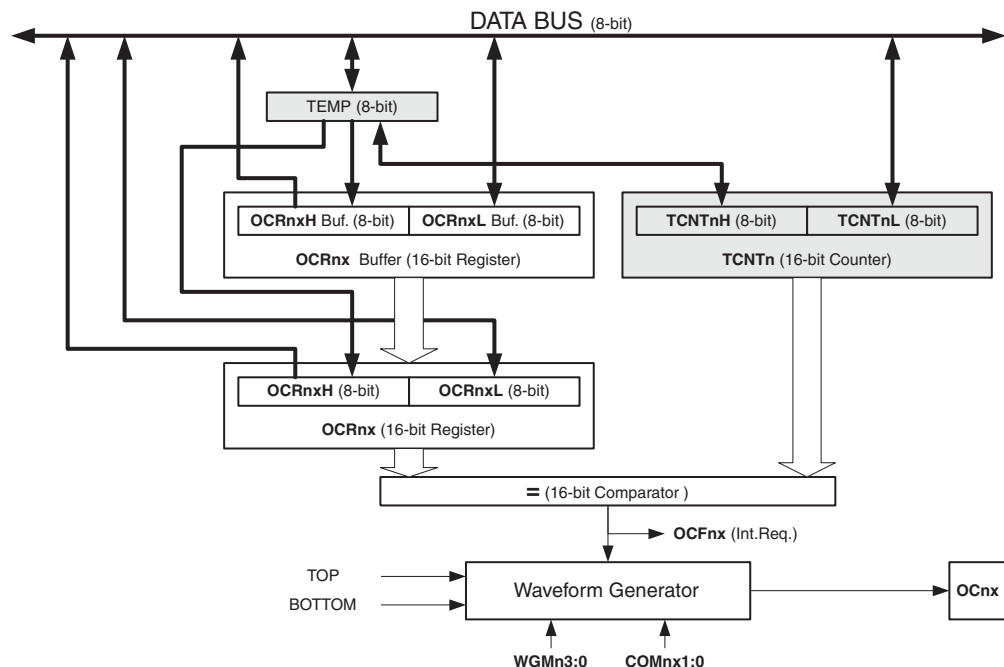 DATA BUS (8-bit)
TEMP (8-bit)
OCRnxH Buf. (8-bit) OCRnxL Buf. (8-bit)
OCRnx Buffer (16-bit Register)
TCNTnH (8-bit) TCNTnL (8-bit)
TCNTn (16-bit Counter)
OCRnxH (8-bit) OCRnxL (8-bit)
OCRnx (16-bit Register)
= (16-bit Comparator )
OCFnx (Int.Req.)
TOP
BOTTOM
Waveform Generator
OCnx
WGMn3:0 COMnx1:0